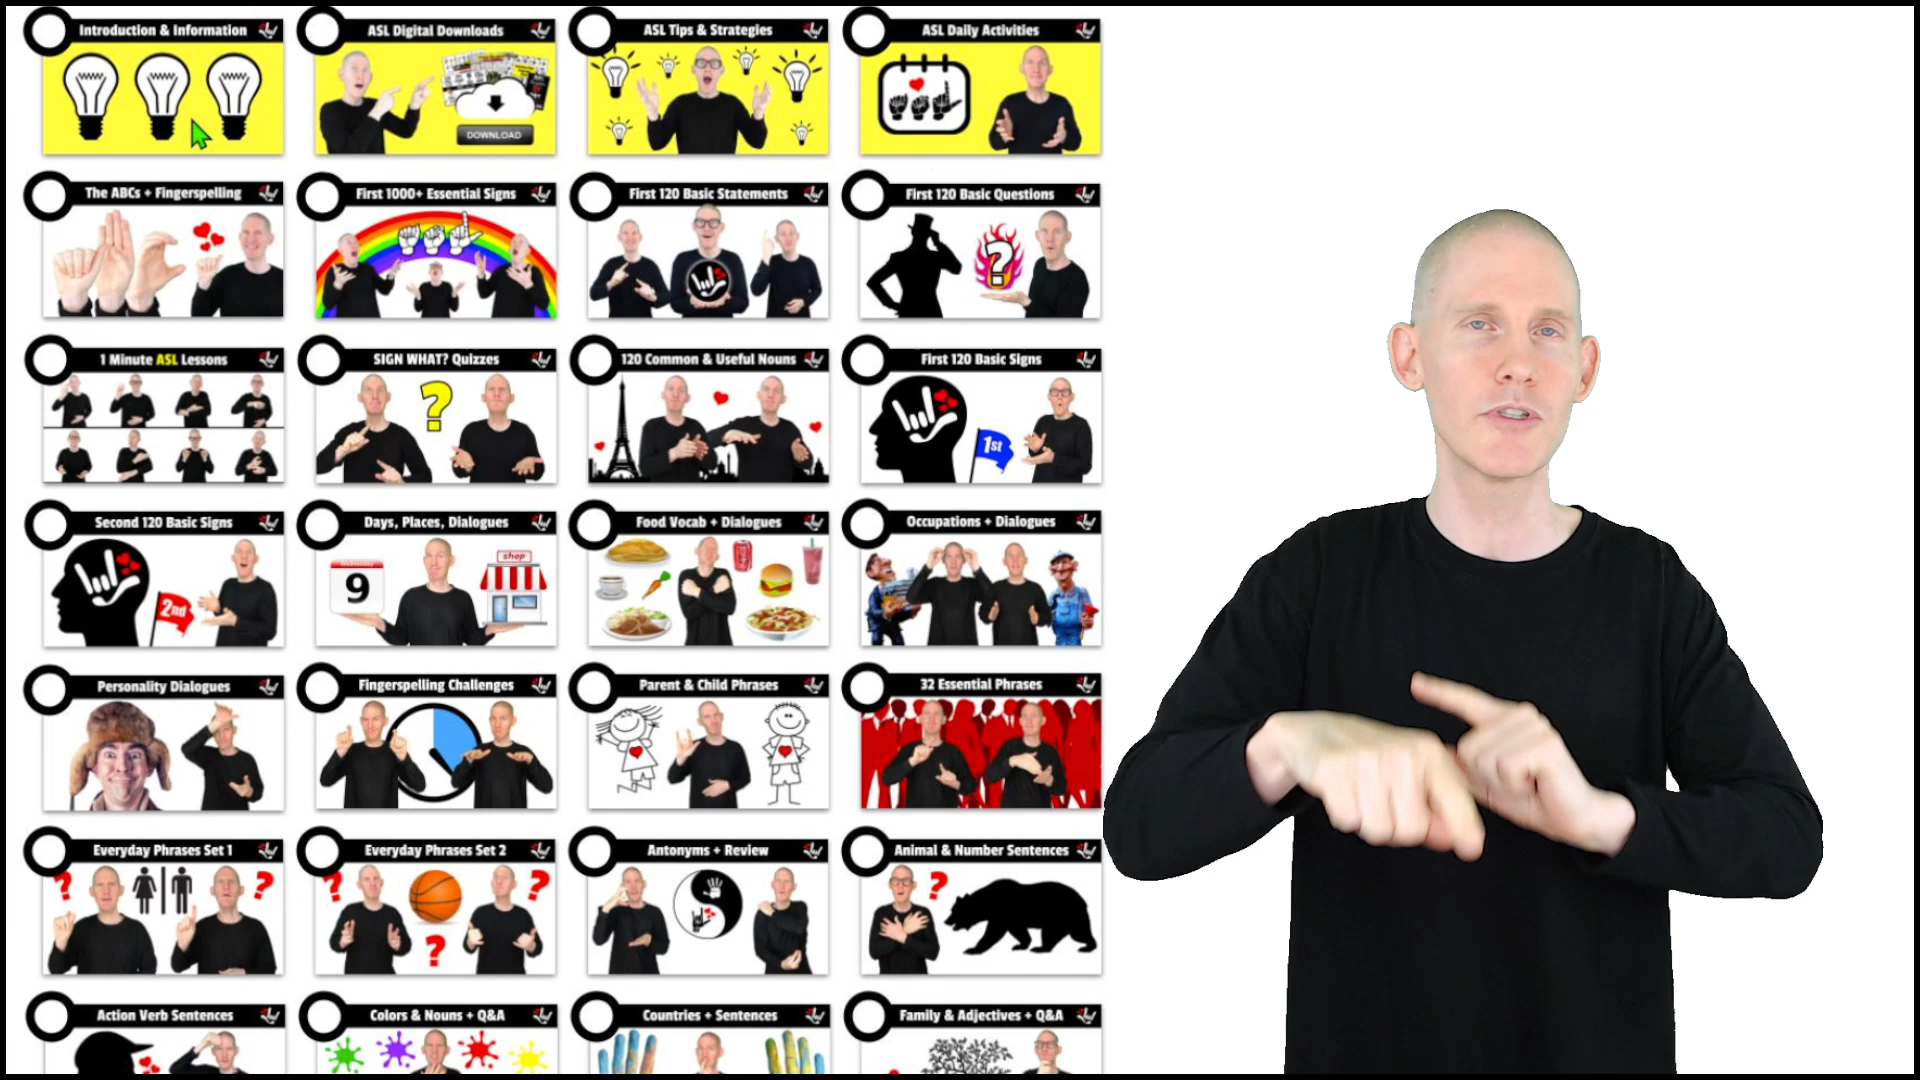 Introduction & Information
ASL Digital Downloads
DOWNLOAD
ASL Tips & Strategies
ASL Daily Activities
The ABCs + Fingerspelling
First 1000+ Essential Signs
First 120 Basic Statements
First 120 Basic Questions
?
1 Minute ASL Lessons
SIGN WHAT? Quizzes
?
120 Common & Useful Nouns
First 120 Basic Signs
1st
Second 120 Basic Signs
2nd
Days, Places, Dialogues
Wednesday
9
shop
Food Vocab + Dialogues
Occupations + Dialogues
Personality Dialogues
Fingerspelling Challenges
Parent & Child Phrases
32 Essential Phrases
Everyday Phrases Set 1
? ?
Everyday Phrases Set 2
? ?
?
Antonyms + Review
Animal & Number Sentences
?
Action Verb Sentences
Colors & Nouns + Q&A
Countries + Sentences
Family & Adjectives + Q&A